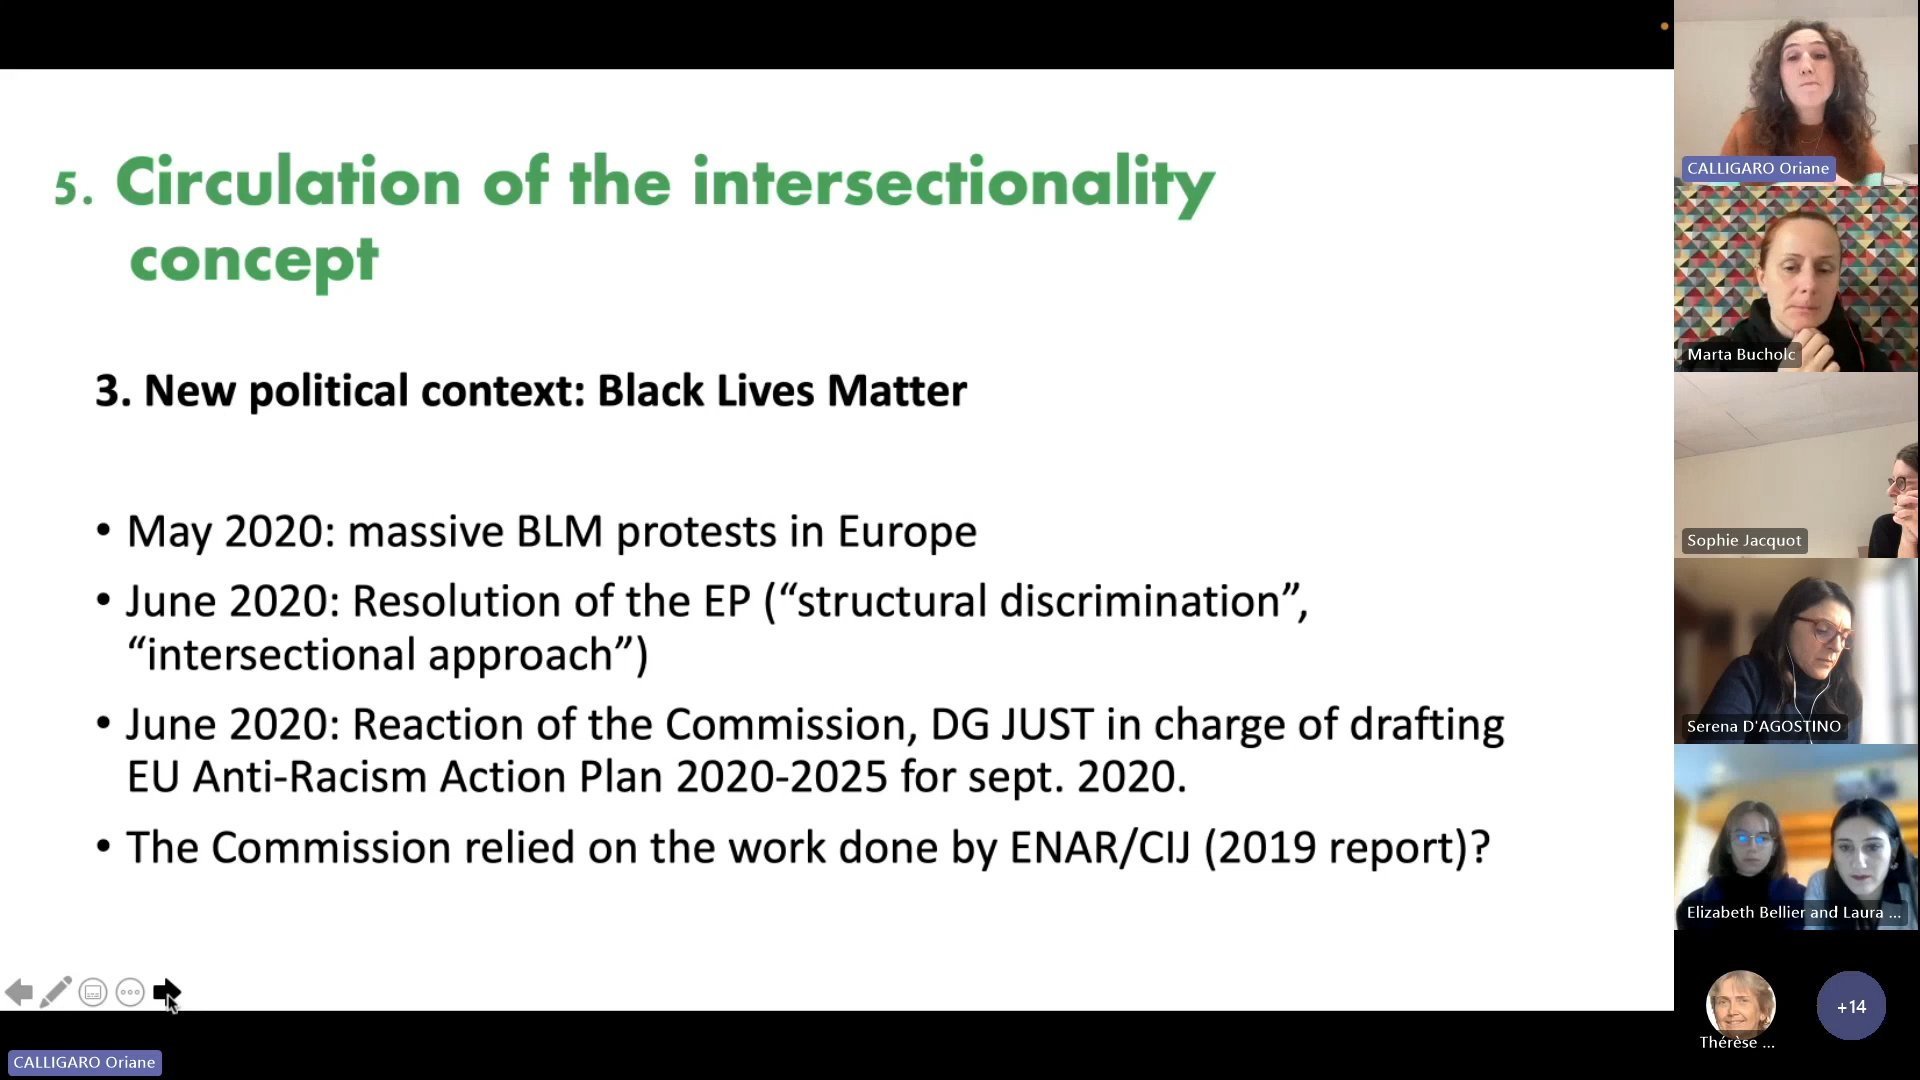 5. Circulation of the intersectionality
concept
3. New political context: Black Lives Matter
• May 2020: massive BLM protests in Europe
• June 2020: Resolution of the EP (“structural discrimination”,
“intersectional approach”)
• June 2020: Reaction of the Commission, DG JUST in charge of drafting
EU Anti-Racism Action Plan 2020-2025 for sept. 2020.
• The Commission relied on the work done by ENAR/CIJ (2019 report)?
CALLIGARO Oriane
CALLIGARO Oriane
Marta Bucholc
Sophie Jacquot
Serena D'AGOSTINO
Elizabeth Bellier and Laura ...
Thérèse ...
+14